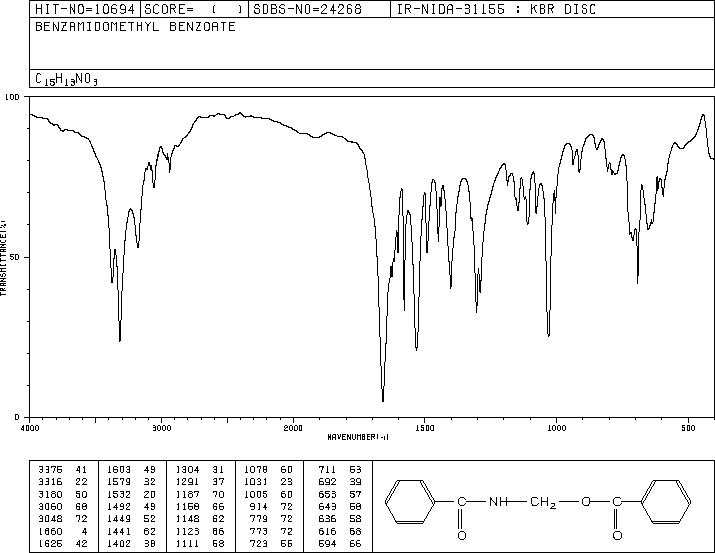 HIT-NO=10694 SCORE= ( ) SDBS-NO=24268 IR-NIDA-31155 : KBR DISC
BENZAMIDOMETHYL BENZOATE
C15H13NO3
100
TRANSMITTANCE(%)
50
0
4000 3000 2000 1500 1000 500
WAVENUMBER(-1)
3375 41 1603 49 1304 31 1078 60 711 53
3316 22 1579 32 1291 37 1031 23 692 39
3180 50 1532 20 1187 70 1005 60 653 57
3060 68 1492 49 1158 66 914 72 643 58
3048 72 1449 52 1148 62 779 72 636 58
1660 4 1441 62 1123 66 773 72 616 68
1625 42 1402 38 1111 58 723 55 594 66
C NH CH2 O C
O O